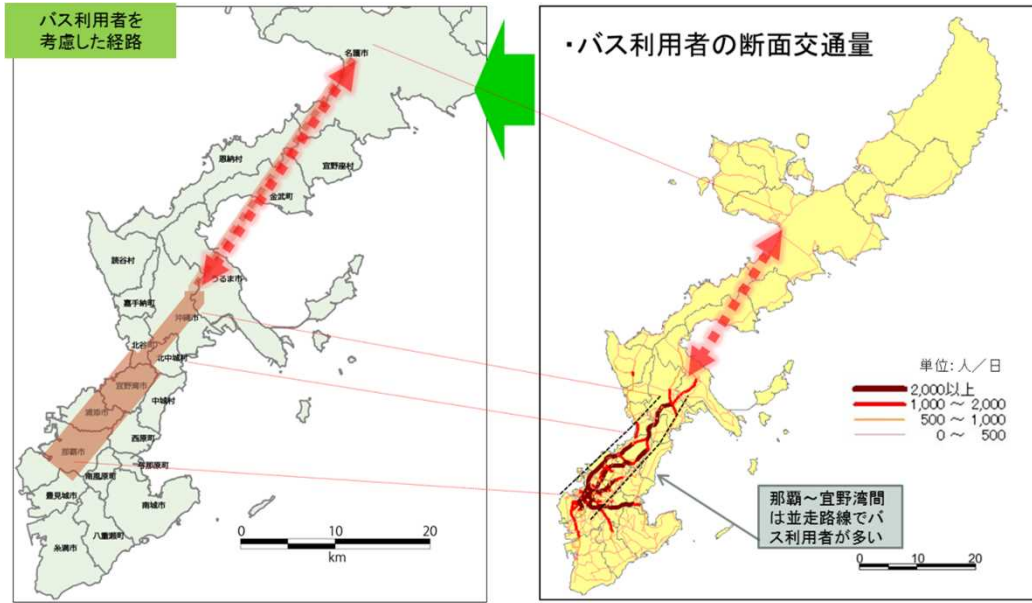 バス利用者を
考慮した経路
名護市
恩納村
宜野座村
金武町
読谷村
うるま市
嘉手納町
沖縄市
北谷町
北中城村
宜野湾市
中城村
浦添市
西原町
那覇市
与那原町
南風原町
豊見城市
南城市
八重瀬町
糸満市
0 10 20
km
・バス利用者の断面交通量
単位：人／日
2,000以上
1,000 ～ 2,000
500 ～ 1,000
0 ～ 500
那覇～宜野湾間
は並走路線でバ
ス利用者が多い
0 10 20